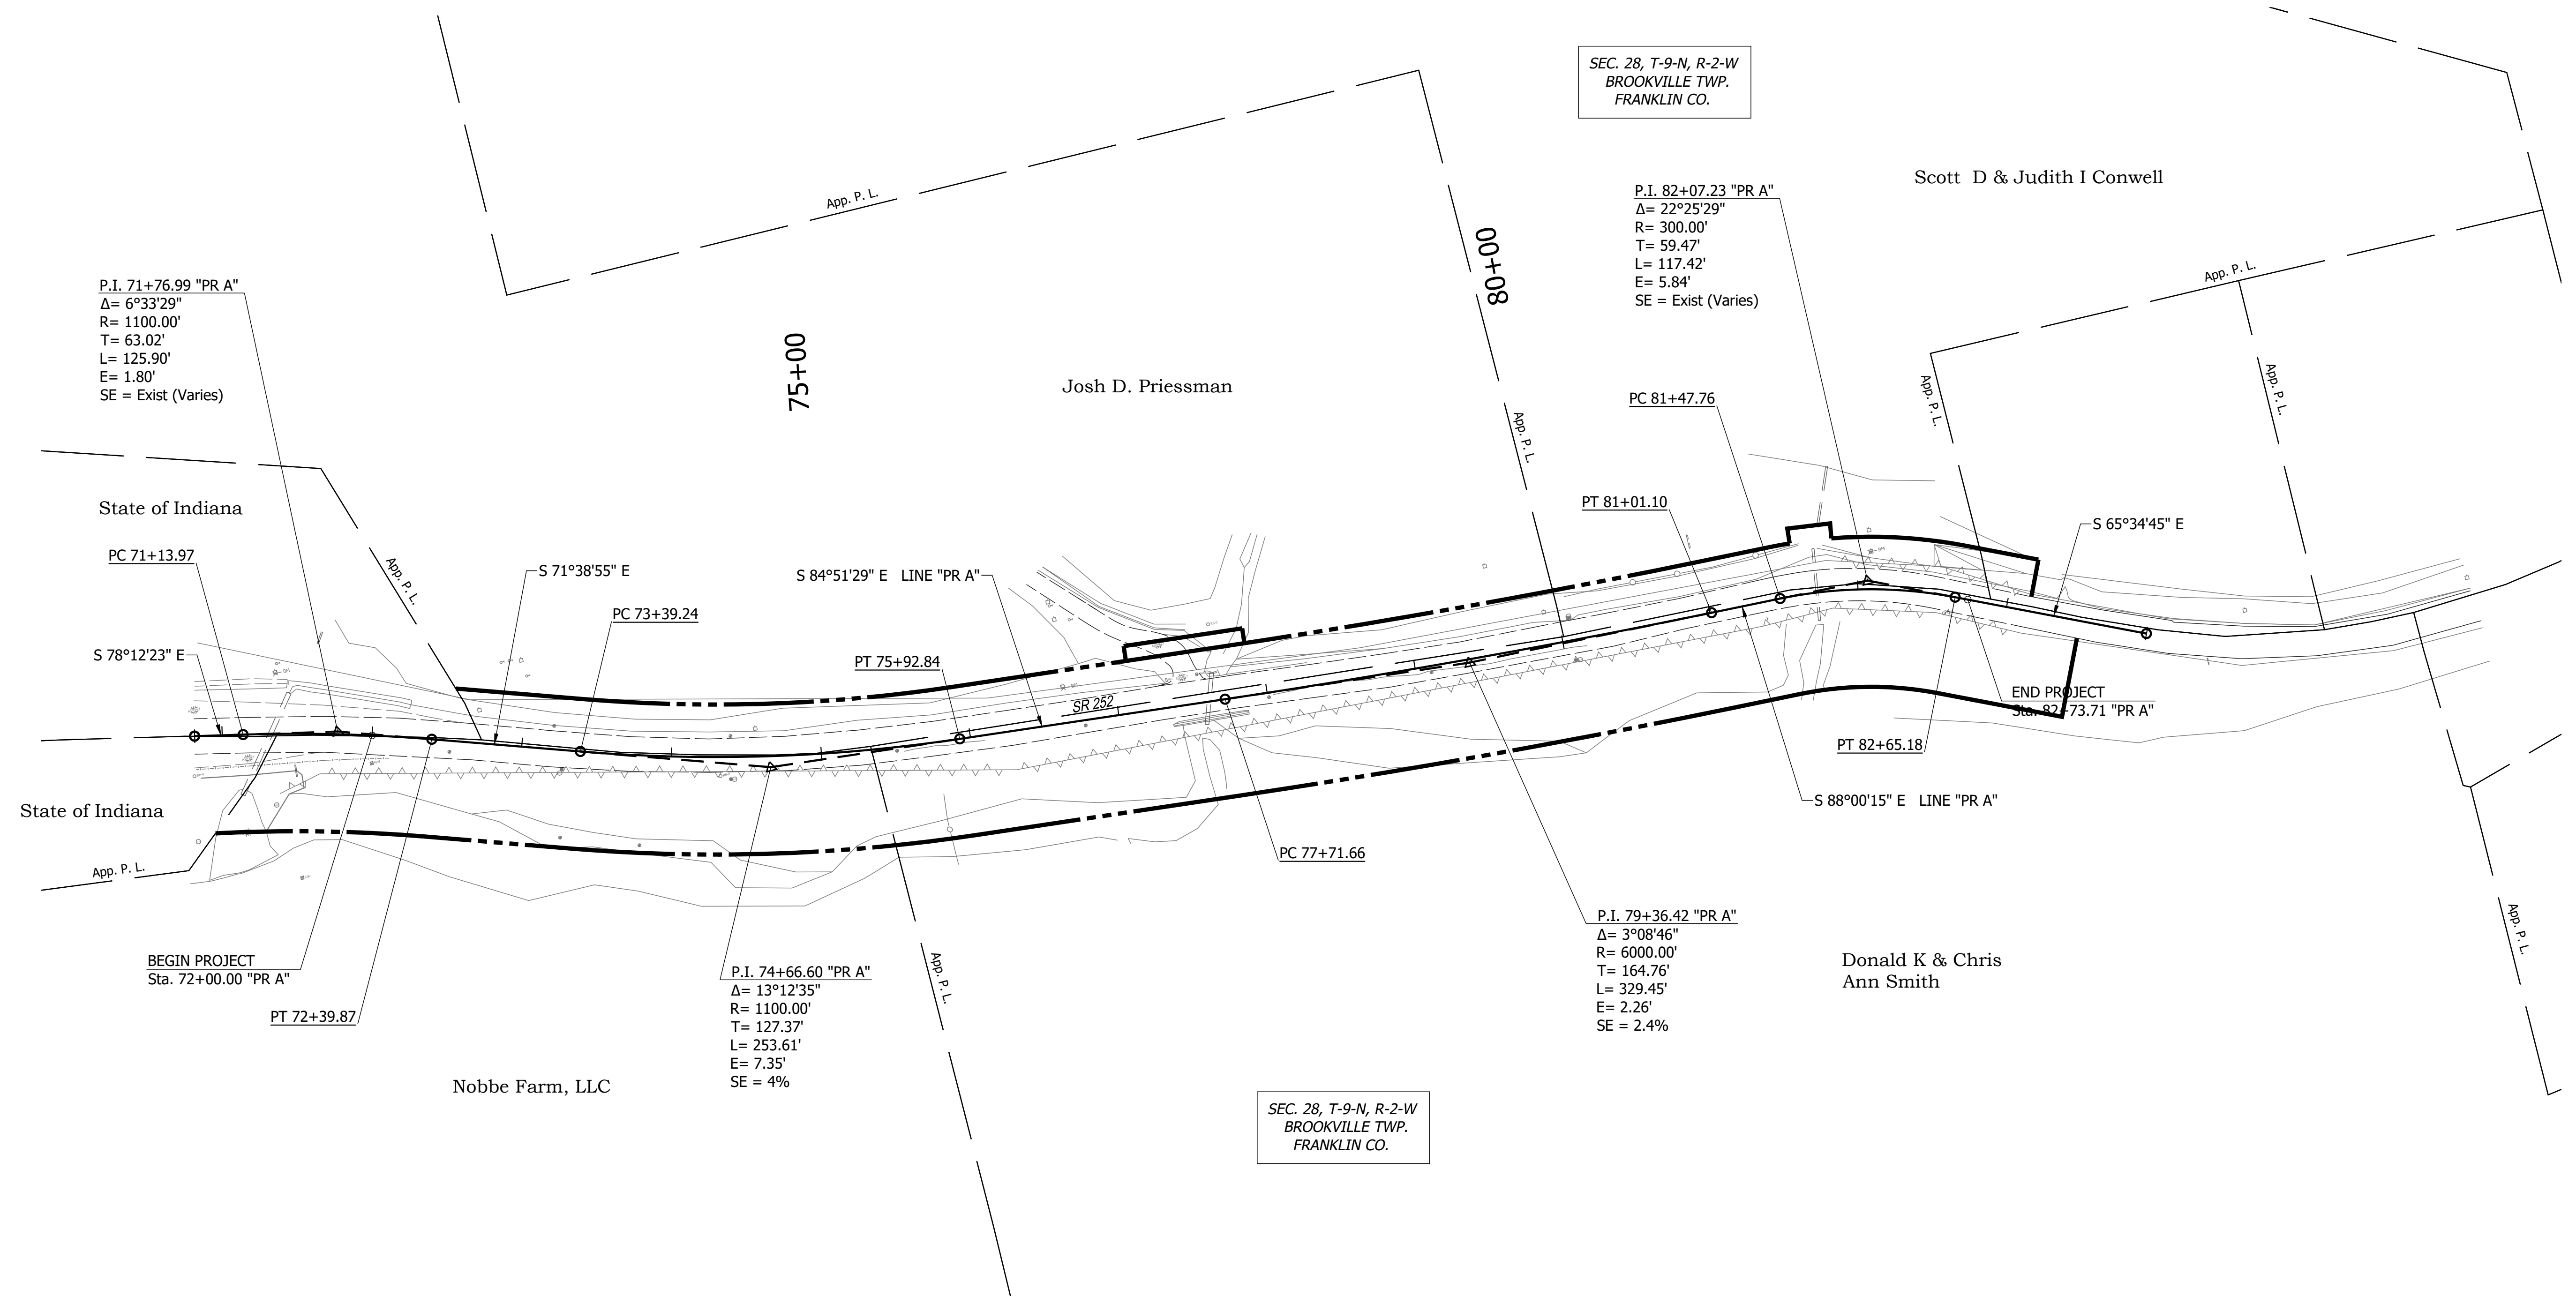 SEC. 28, T-9-N, R-2-W
BROOKVILLE TWP.
FRANKLIN CO.
Scott D & Judith I Conwell
P.I. 82+07.23 "PR A"
Δ= 22°25'29"
R= 300.00'
T= 59.47'
L= 117.42'
E= 5.84'
SE = Exist (Varies)
App. P. L.
80+00
App. P. L.
P.I. 71+76.99 "PR A"
Δ= 6°33'29"
R= 1100.00'
T= 63.02'
L= 125.90'
E= 1.80'
SE = Exist (Varies)
75+00
Josh D. Priessman
App. P. L.
App. P. L.
PC 81+47.76
App. P. L.
State of Indiana
PT 81+01.10
S 65°34'45" E
PC 71+13.97
App. P. L.
S 71°38'55" E
S 84°51'29" E LINE "PR A"
PC 73+39.24
S 78°12'23" E
PT 75+92.84
SR 252
END PROJECT
Sta. 82+73.71 "PR A"
PT 82+65.18
S 88°00'15" E LINE "PR A"
State of Indiana
App. P. L.
PC 77+71.66
P.I. 79+36.42 "PR A"
Δ= 3°08'46"
R= 6000.00'
T= 164.76'
L= 329.45'
E= 2.26'
SE = 2.4%
App. P. L.
Donald K & Chris
Ann Smith
BEGIN PROJECT
Sta. 72+00.00 "PR A"
PT 72+39.87
P.I. 74+66.60 "PR A"
Δ= 13°12'35"
R= 1100.00'
T= 127.37'
L= 253.61'
E= 7.35'
SE = 4%
App. P. L.
Nobbe Farm, LLC
SEC. 28, T-9-N, R-2-W
BROOKVILLE TWP.
FRANKLIN CO.